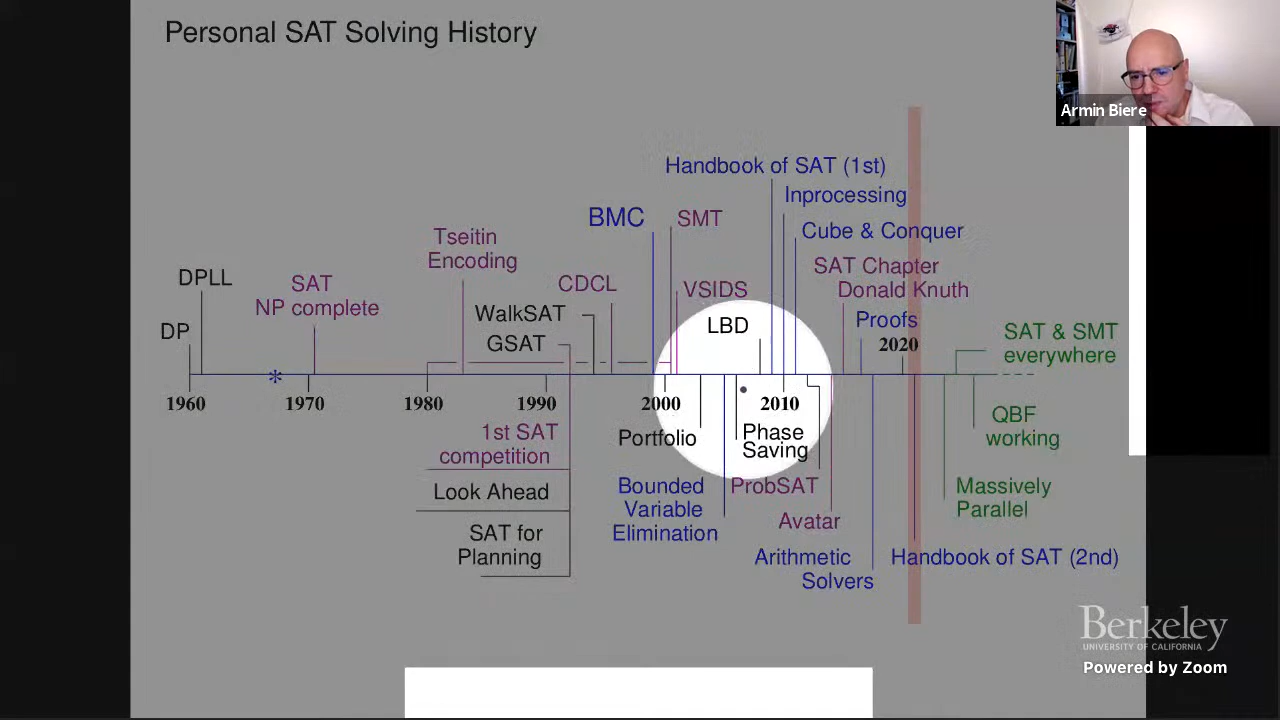 Personal SAT Solving History
Armin Biere
Handbook of SAT (1st)
Inprocessing
BMC
SMT
Cube & Conquer
Tseitin
Encoding
SAT Chapter
Donald Knuth
DPLL
SAT
NP complete
CDCL
VSIDS
WalkSAT
LBD
Proofs
DP
GSAT
2020
SAT & SMT
everywhere
*
1960
1970
1980
1990
2000
2010
1st SAT
competition
Portfolio
Phase
Saving
QBF
working
Look Ahead
Bounded
Variable
Elimination
ProbSAT
Massively
Parallel
SAT for
Planning
Avatar
Arithmetic
Solvers
Handbook of SAT (2nd)
Berkeley
UNIVERSITY OF CALIFORNIA
Powered by Zoom